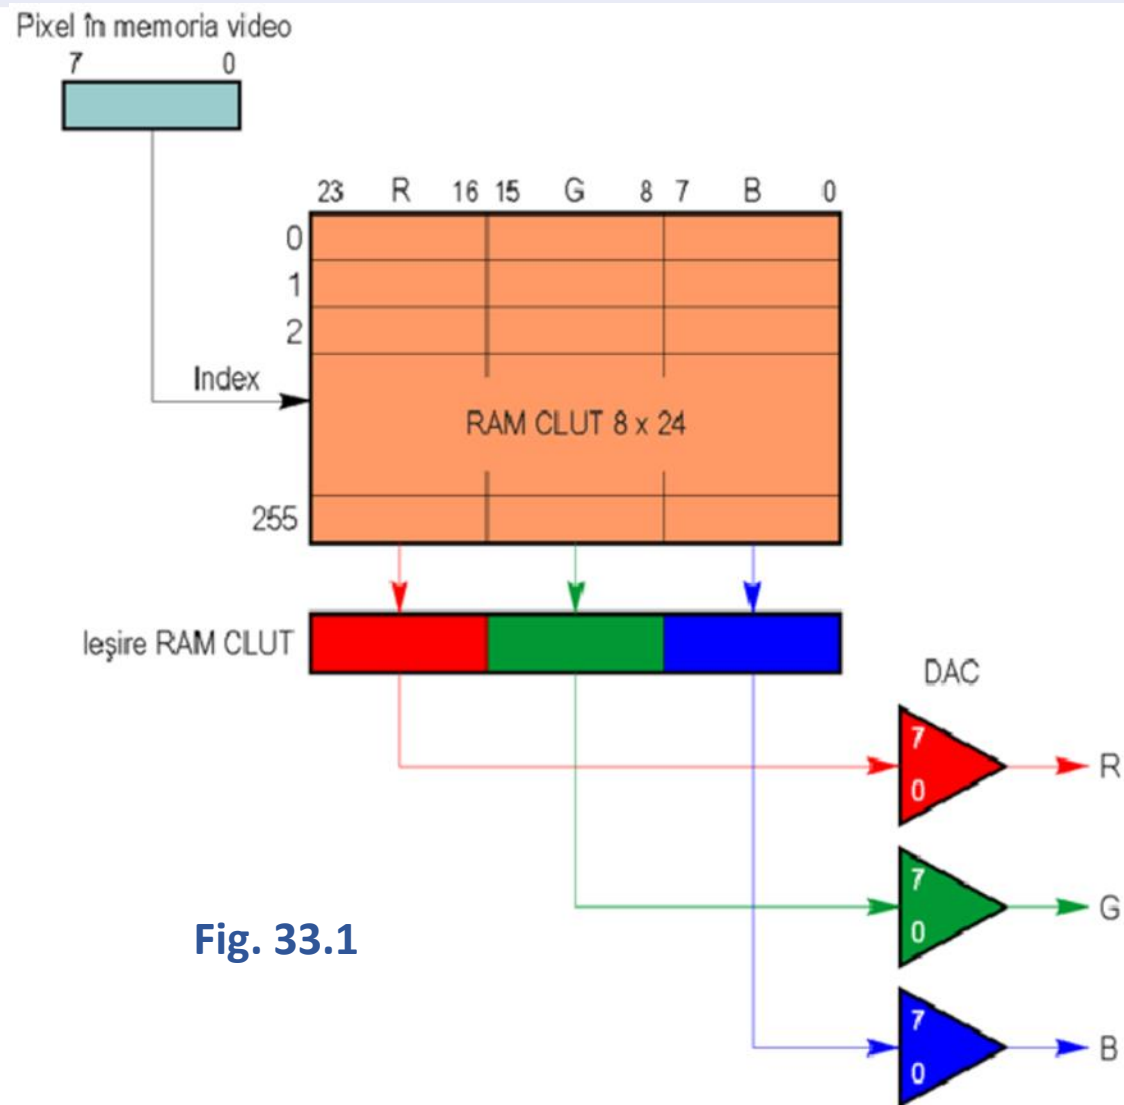 Pixel în memoria video
7 0
23 R 16 15 G 8 7 B 0
0
1
2
Index
RAM CLUT 8 x 24
255
Ieşire RAM CLUT
DAC
7
0
R
7
0
G
Fig. 33.1
7
0
B